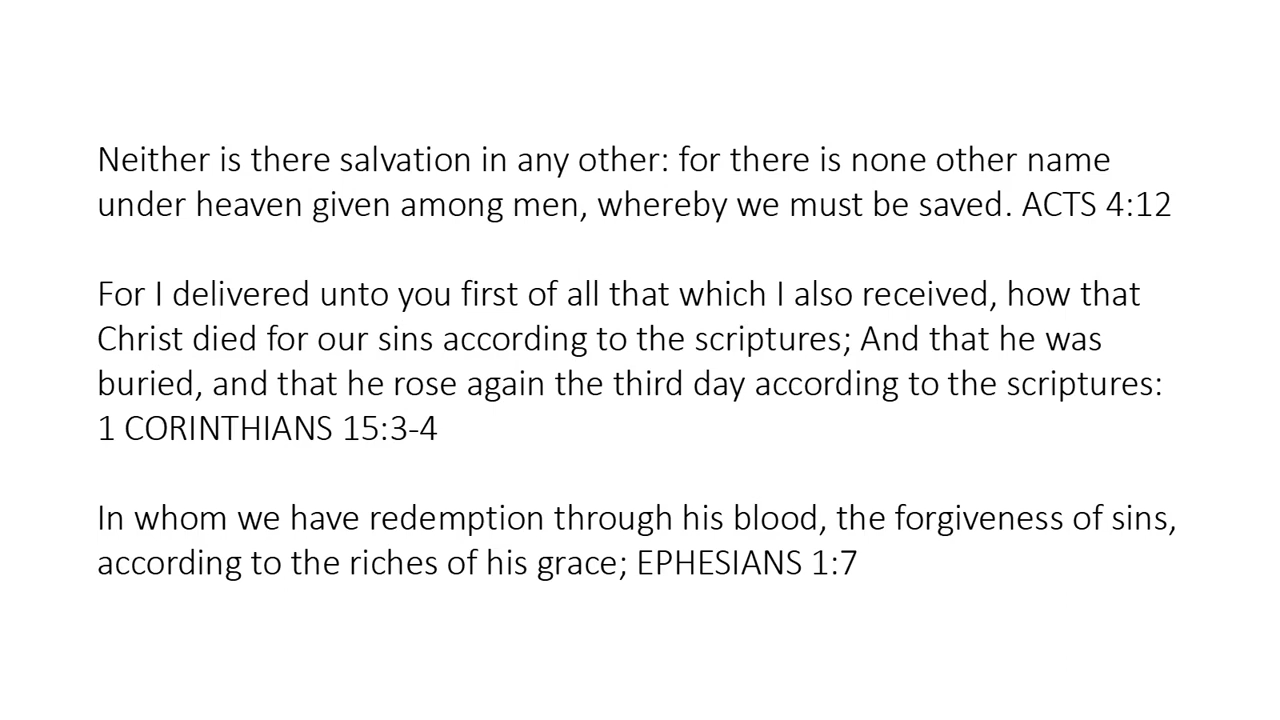 Neither is there salvation in any other: for there is none other name
under heaven given among men, whereby we must be saved. ACTS 4:12
For I delivered unto you first of all that which I also received, how that
Christ died for our sins according to the scriptures; And that he was
buried, and that he rose again the third day according to the scriptures:
1 CORINTHIANS 15:3-4
In whom we have redemption through his blood, the forgiveness of sins,
according to the riches of his grace; EPHESIANS 1:7